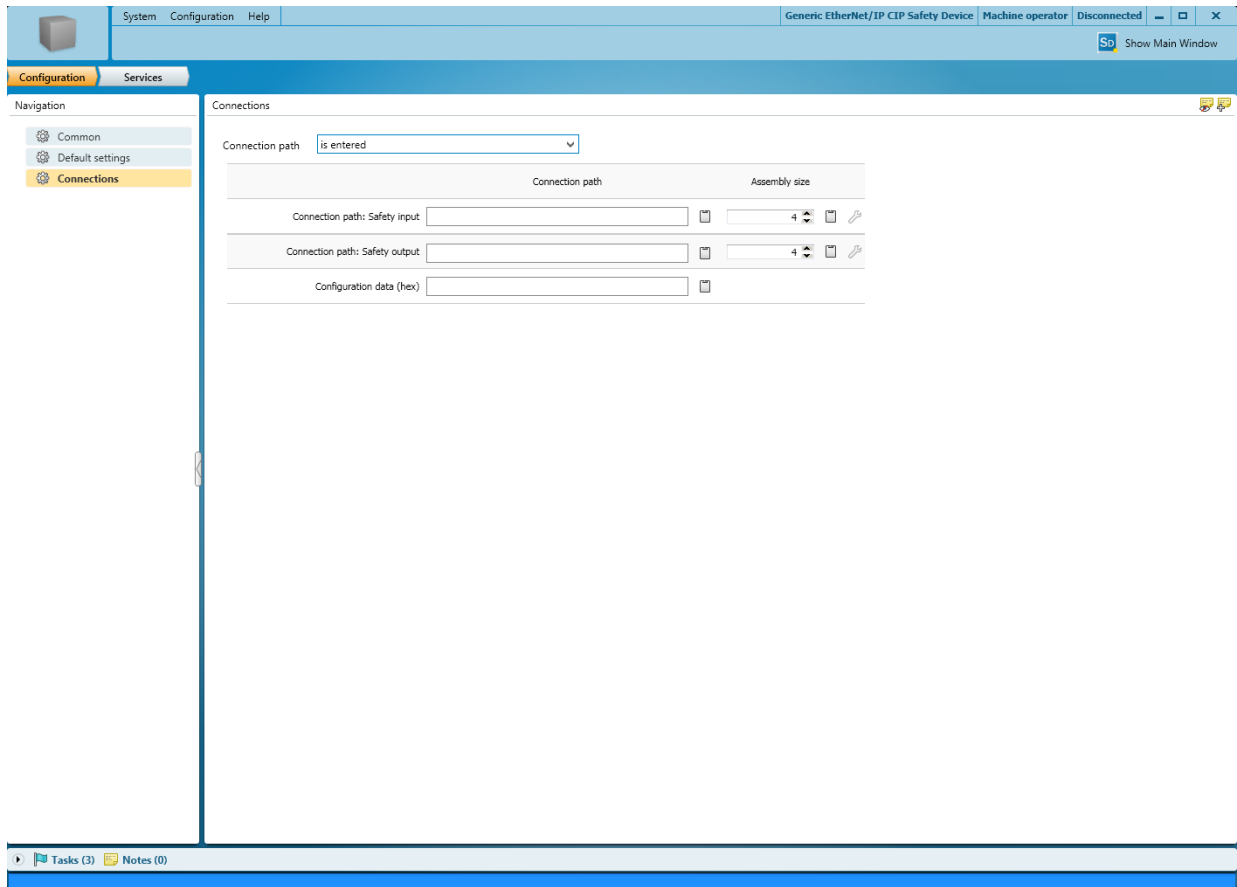 System Configuration Help Generic EtherNet/IP CIP Safety Device Machine operator Disconnected
SD Show Main Window
Configuration Services
Navigation
Common
Default settings
Connections
Connections
Connection path is entered
Connection path Assembly size
Connection path: Safety input 4
Connection path: Safety output 4
Configuration data (hex)
Tasks (3) Notes (0)